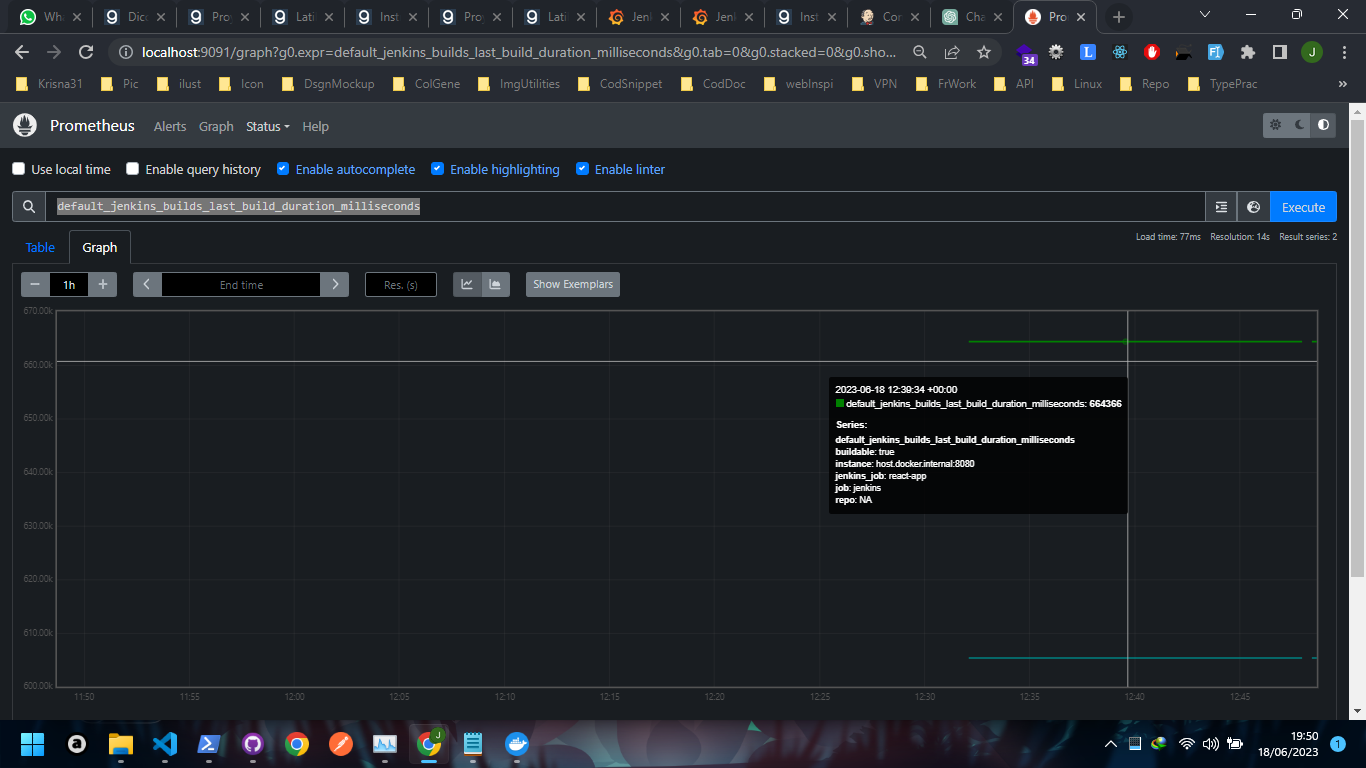 Wha
Dico
Pro
Lati
Inst
Proy
Lati
Jenk
Jenk
Inst
Cor
Cha
Pro
localhost:9091/graph?g0.expr=default_jenkins_builds_last_build_duration_milliseconds&g0.tab=0&g0.stacked=0&g0.sho...
34
J
Krisna31
Pic
ilust
Icon
DsgnMockup
ColGene
ImgUtilities
CodSnippet
CodDoc
webInspi
VPN
FrWork
API
Linux
Repo
TypePrac
»
Prometheus
Alerts
Graph
Status
Help
Use local time
Enable query history
Enable autocomplete
Enable highlighting
Enable linter
default_jenkins_builds_last_build_duration_milliseconds
Execute
Table
Graph
Load time: 77ms Resolution: 14s Result series: 2
1h
End time
Res. (s)
Show Exemplars
670.00k
660.00k
650.00k
640.00k
630.00k
620.00k
610.00k
600.00k
2023-06-18 12:39:34 +00:00
default_jenkins_builds_last_build_duration_milliseconds: 664366
Series:
default_jenkins_builds_last_build_duration_milliseconds
buildable: true
instance: host.docker.internal:8080
jenkins_job: react-app
job: jenkins
repo: NA
11:50
11:55
12:00
12:05
12:10
12:15
12:20
12:25
12:30
12:35
12:40
12:45
J
19:50
18/06/2023
1